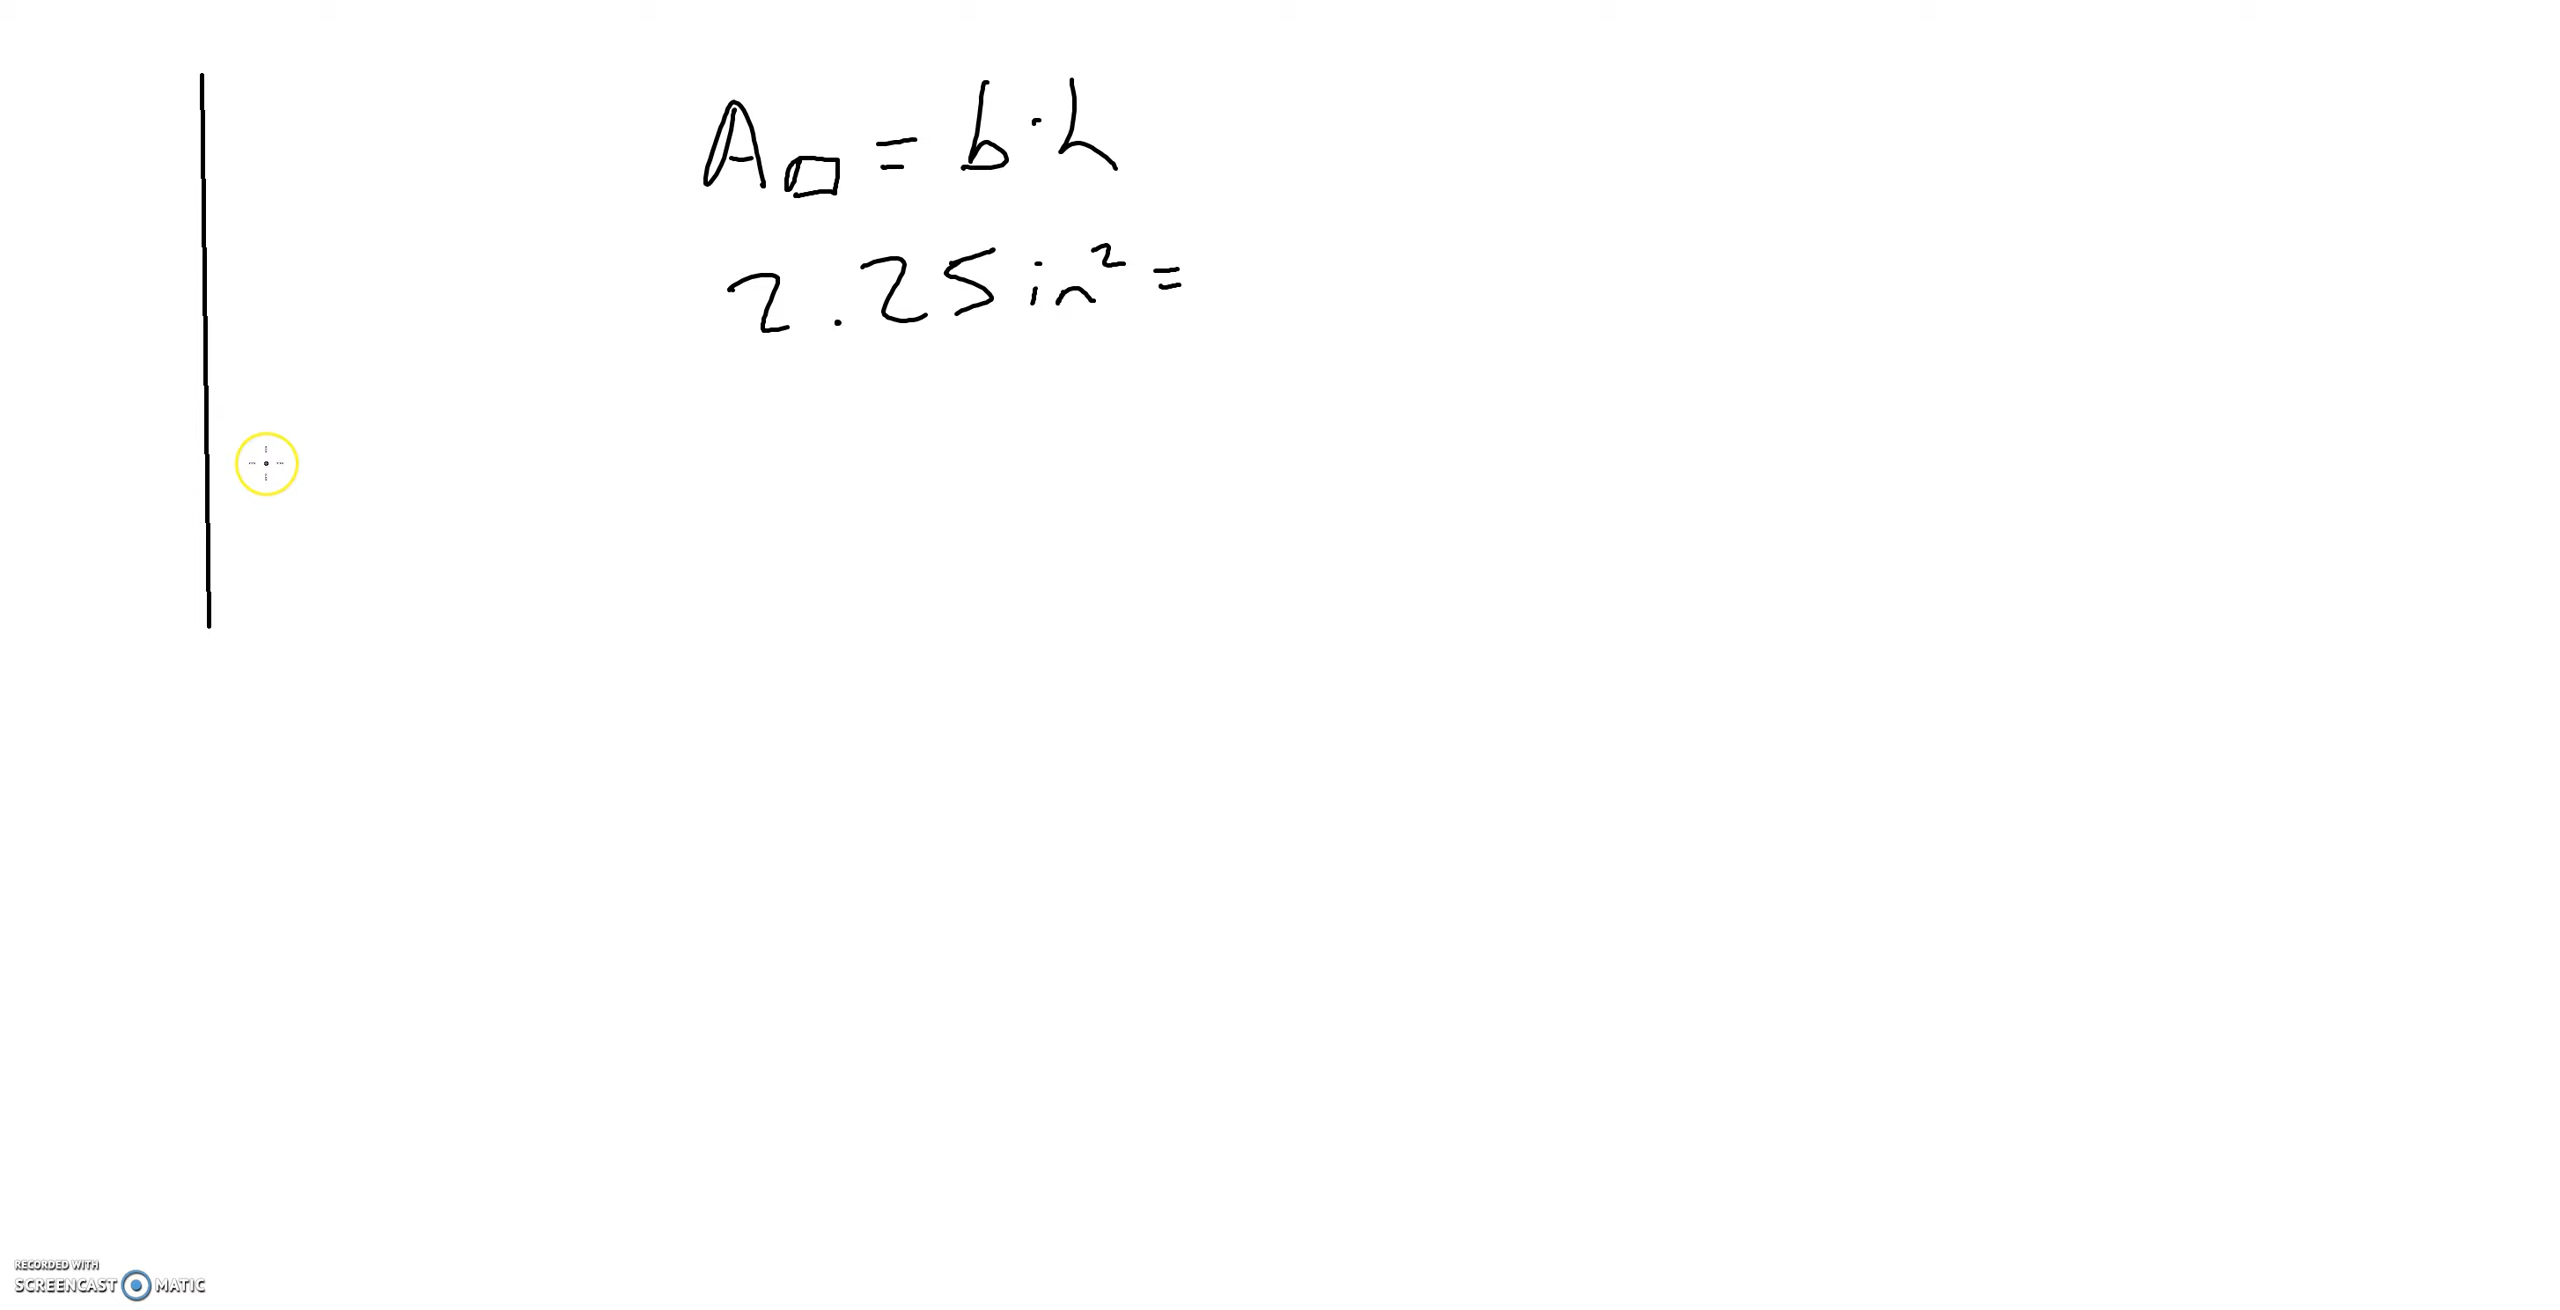 A□ = b·h
2.25 in² =
RECORDED WITH
SCREENCAST MATIC